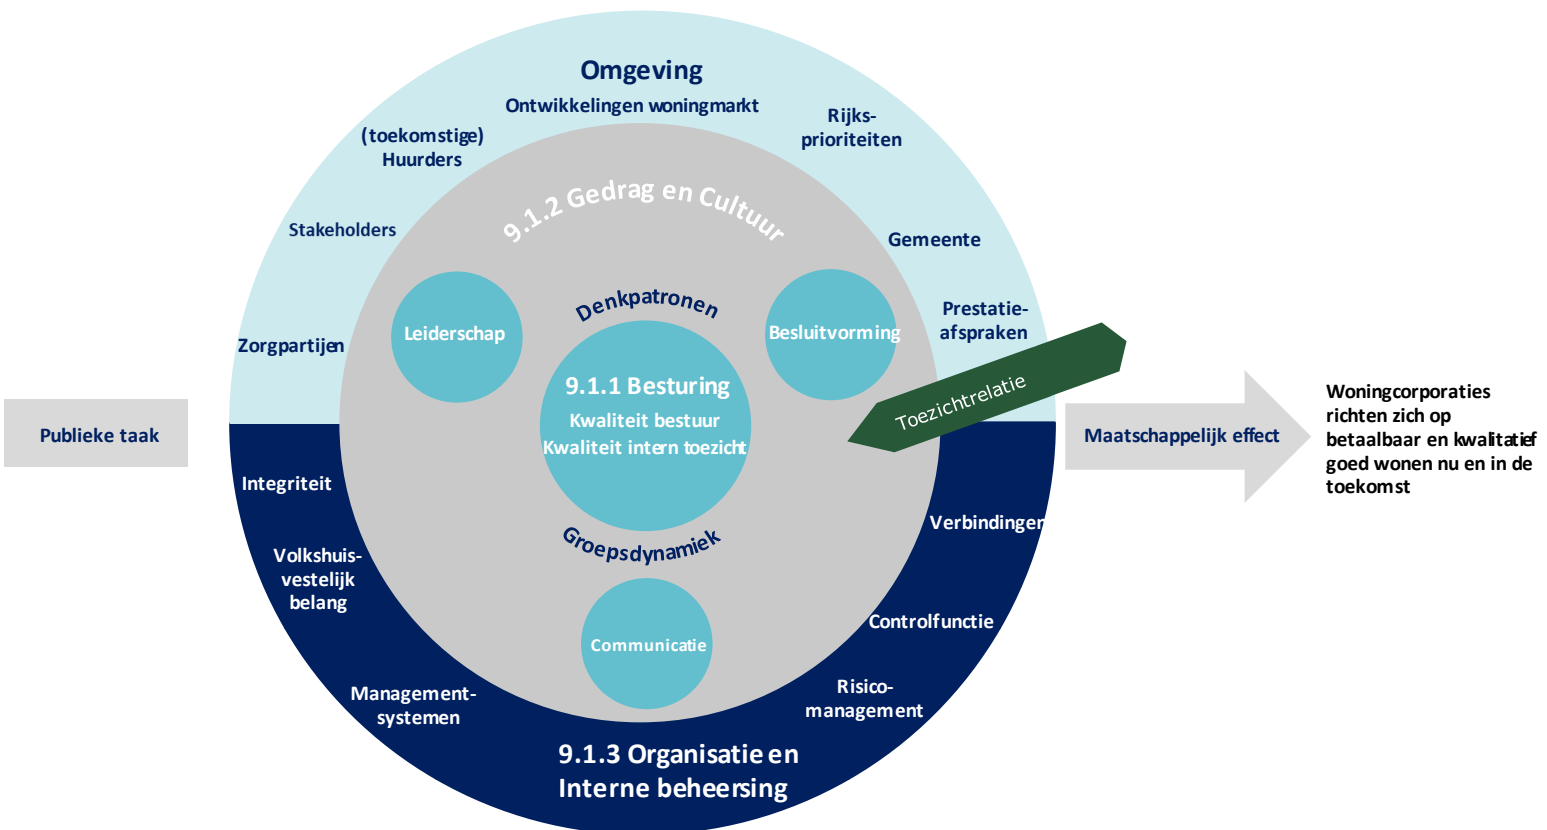 Omgeving
Ontwikkelingen woningmarkt
Rijks-
prioriteiten
(toekomstige)
Huurders
9.1.2 Gedrag en Cultuur
Stakeholders
Gemeente
Denkpatronen
Prestatie-
afspraken
Leiderschap
Besluitvorming
Zorgpartijen
9.1.1 Besturing
Kwaliteit bestuur
Kwaliteit intern toezicht
Toezichtrelatie
Publieke taak
Maatschappelijk effect
Woningcorporaties
richten zich op
betaalbaar en kwalitatief
goed wonen nu en in de
toekomst
Integriteit
Verbindingen
Groepsdynamiek
Volkshuis-
vestelijk
belang
Controlfunctie
Communicatie
Management-
systemen
Risico-
management
9.1.3 Organisatie en
Interne beheersing